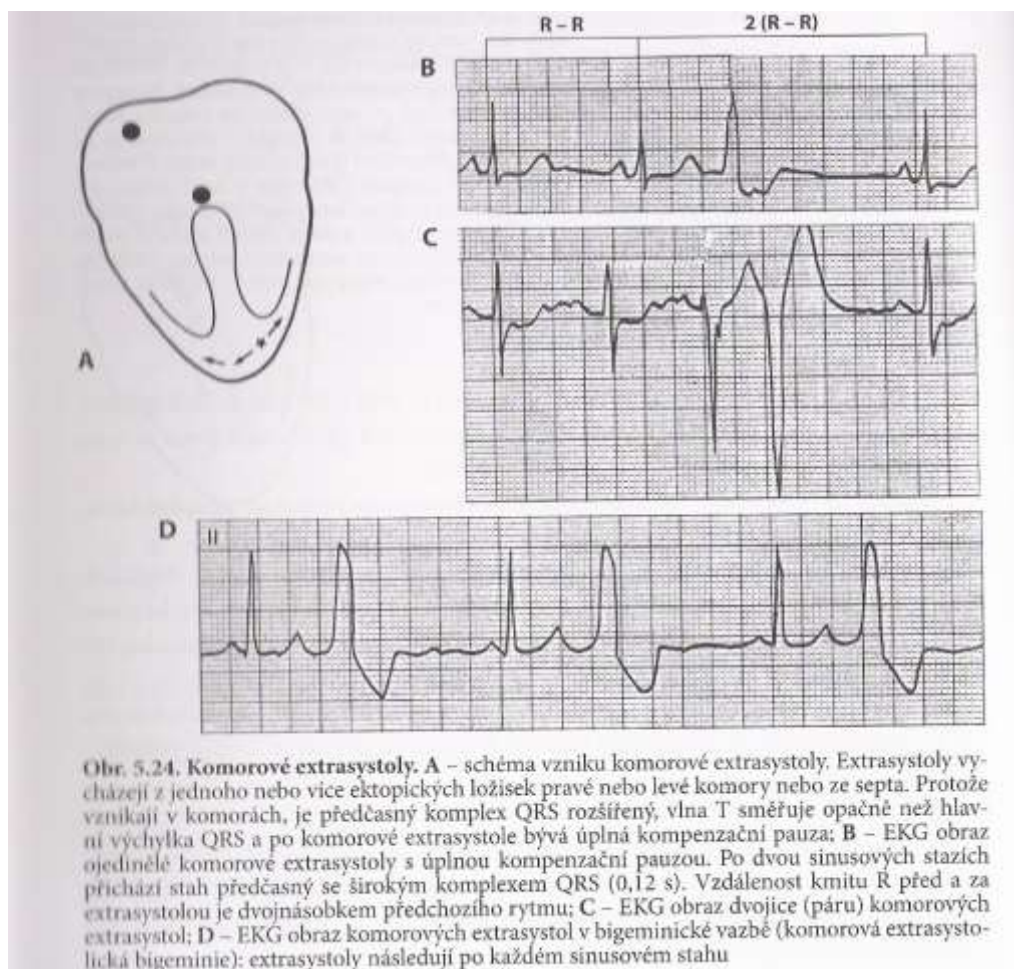 R – R 2 (R – R)
B
C
A
D
II
Obr. 5.24. Komorové extrasystoly. A – schéma vzniku komorové extrasystoly. Extrasystoly vy-
cházejí z jednoho nebo více ektopických ložisek pravé nebo levé komory nebo ze septa. Protože
vznikají v komorách, je předčasný komplex QRS rozšířený, vlna T směřuje opačně než hlav-
ní výchylka QRS a po komorové extrasystole bývá úplná kompenzační pauza; B – EKG obraz
ojedinělé komorové extrasystoly s úplnou kompenzační pauzou. Po dvou sinusových stazích
přichází stah předčasný se širokým komplexem QRS (0,12 s). Vzdálenost kmitu R před a za
extrasystolou je dvojnásobkem předchozího rytmu; C – EKG obraz dvojice (páru) komorových
extrasystol; D – EKG obraz komorových extrasystol v bigeminické vazbě (komorová extrasysto-
lická bigeminie): extrasystoly následují po každém sinusovém stahu